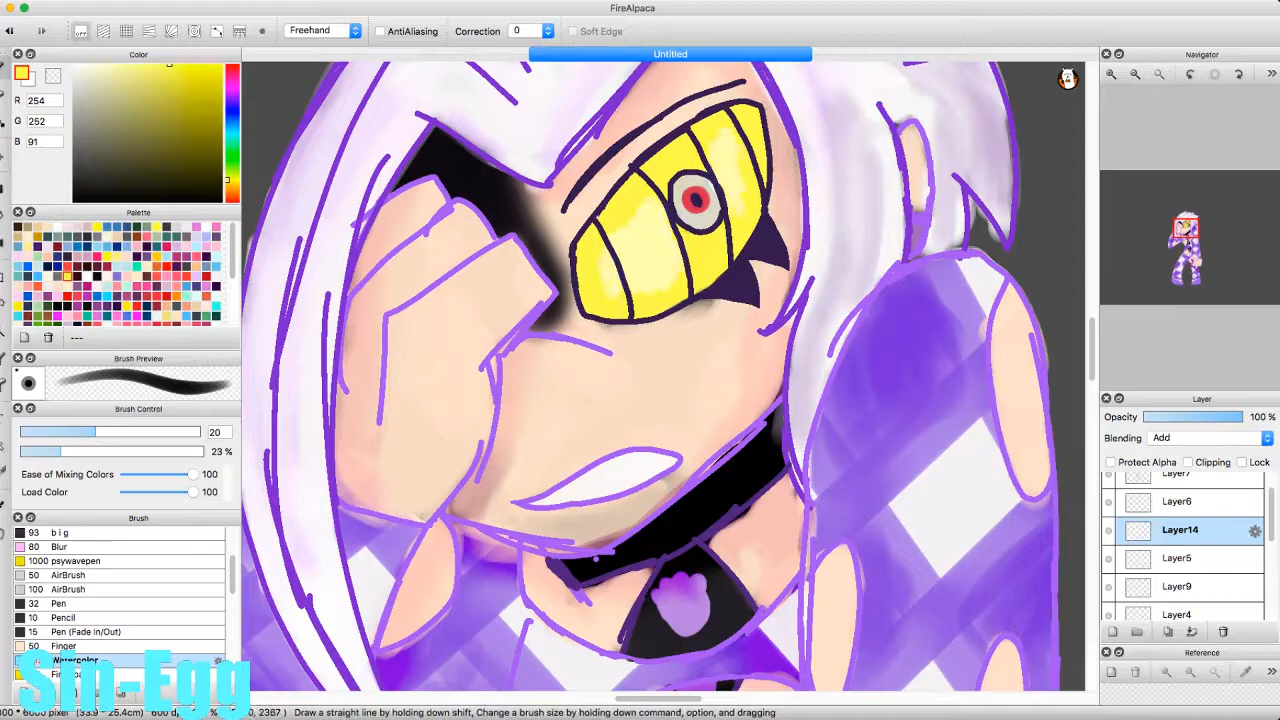 FireAlpaca
OFF
Freehand
AntiAliasing
Correction
0
Soft Edge
Color
Untitled
Navigator
R
254
G
252
B
91
Palette
---
Brush Preview
Brush Control
20
23 %
Ease of Mixing Colors
100
Load Color
100
Brush
93 b i g
80 Blur
1000 psywavepen
50 AirBrush
100 AirBrush
32 Pen
10 Pencil
15 Pen (Fade In/Out)
50 Finger
Watercolor
Sin-Egg
Layer
Opacity
100 %
Blending
Add
Protect Alpha
Clipping
Lock
Layer7
Layer6
Layer14
Layer5
Layer9
Layer4
Reference
2367)
Draw a straight line by holding down shift, Change a brush size by holding down command, option, and dragging